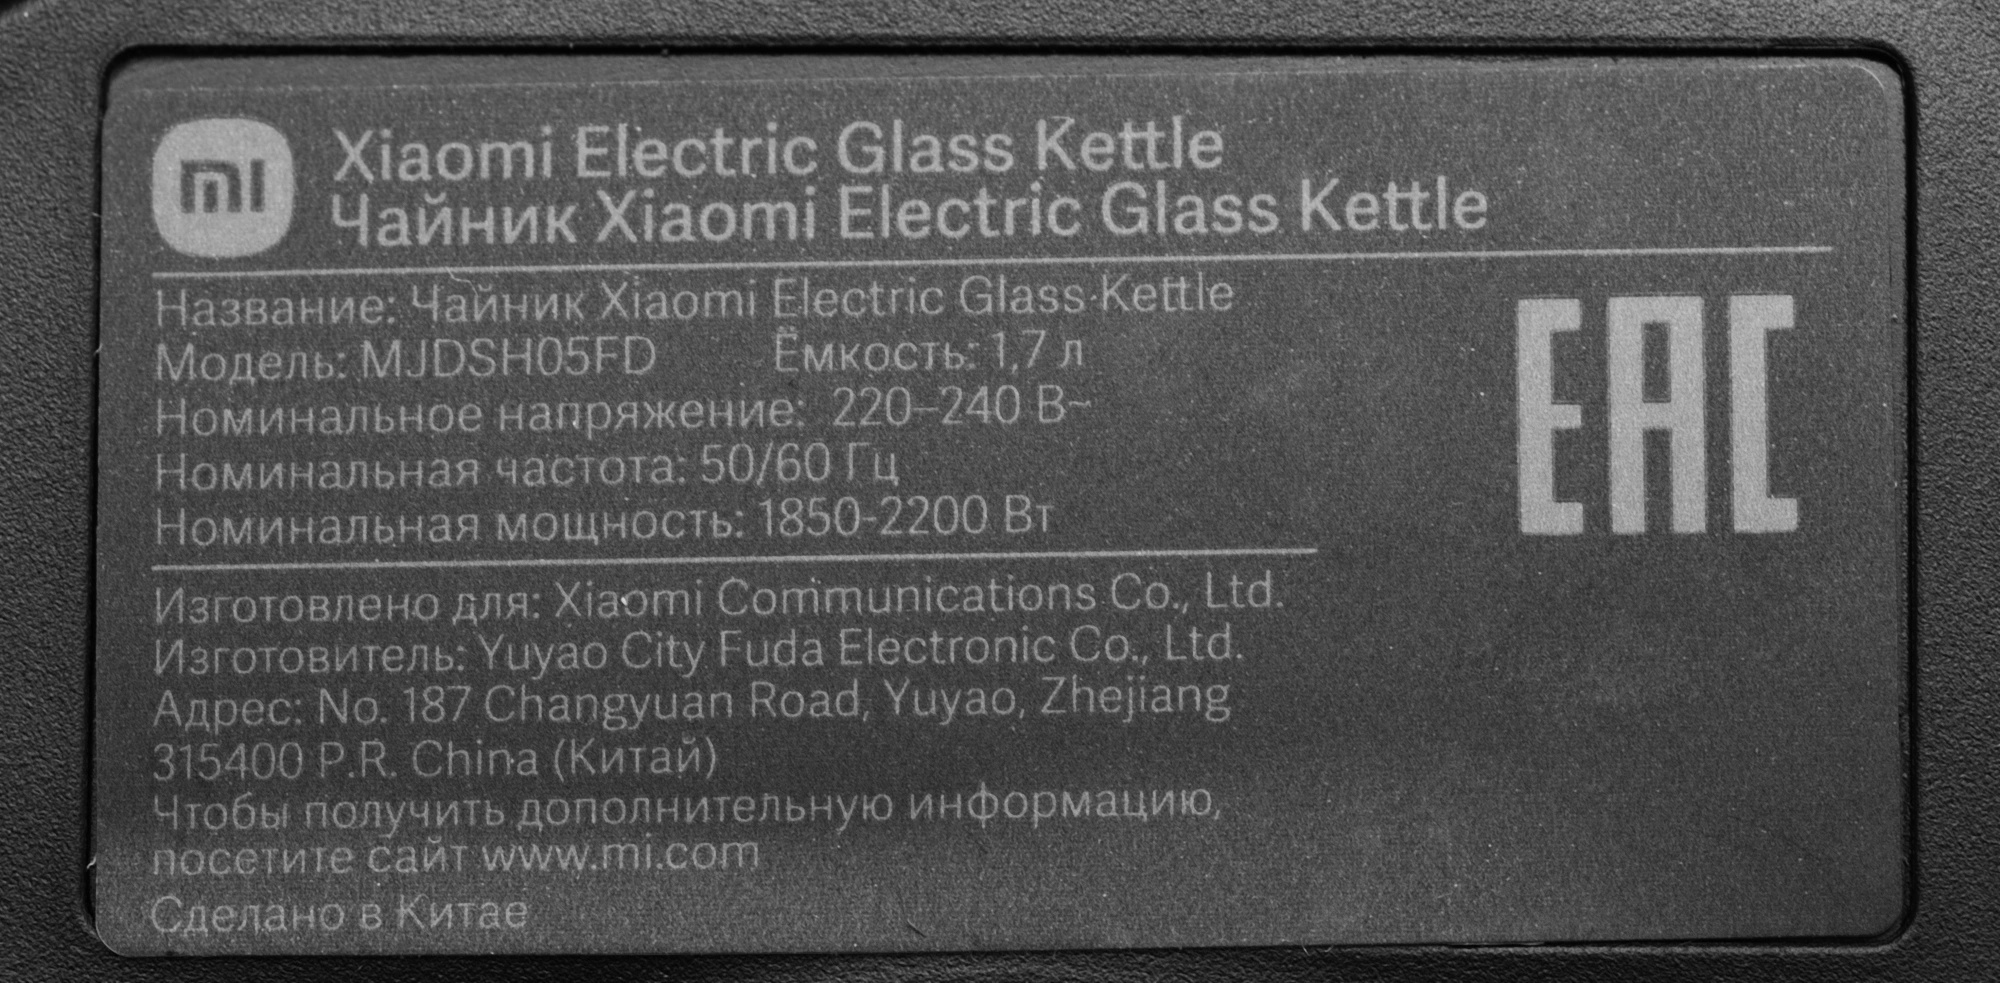 mi
Xiaomi Electric Glass Kettle
Чайник Xiaomi Electric Glass Kettle
Название: Чайник Xiaomi Electric Glass Kettle
Модель: MJDSH05FD Ёмкость: 1,7 л
Номинальное напряжение: 220–240 В~
Номинальная частота: 50/60 Гц
Номинальная мощность: 1850-2200 Вт
EAC
Изготовлено для: Xiaomi Communications Co., Ltd.
Изготовитель: Yuyao City Fuda Electronic Co., Ltd.
Адрес: No. 187 Changyuan Road, Yuyao, Zhejiang
315400 P.R. China (Китай)
Чтобы получить дополнительную информацию,
посетите сайт www.mi.com
Сделано в Китае